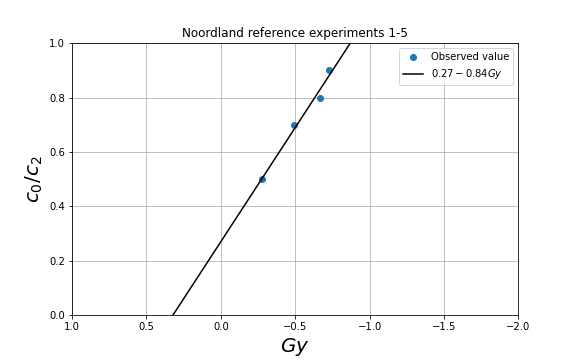 Noordland reference experiments 1-5
Observed value
0.27 − 0.84Gy
c₀/c₂
1.0
0.8
0.6
0.4
0.2
0.0
1.0 0.5 0.0 −0.5 −1.0 −1.5 −2.0
Gy